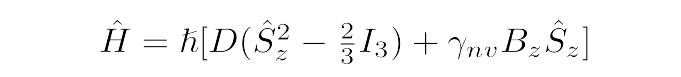 Ĥ = ℏ[D(Ŝ_z^2 − 2/3 I_3) + γ_{nv} B_z Ŝ_z]